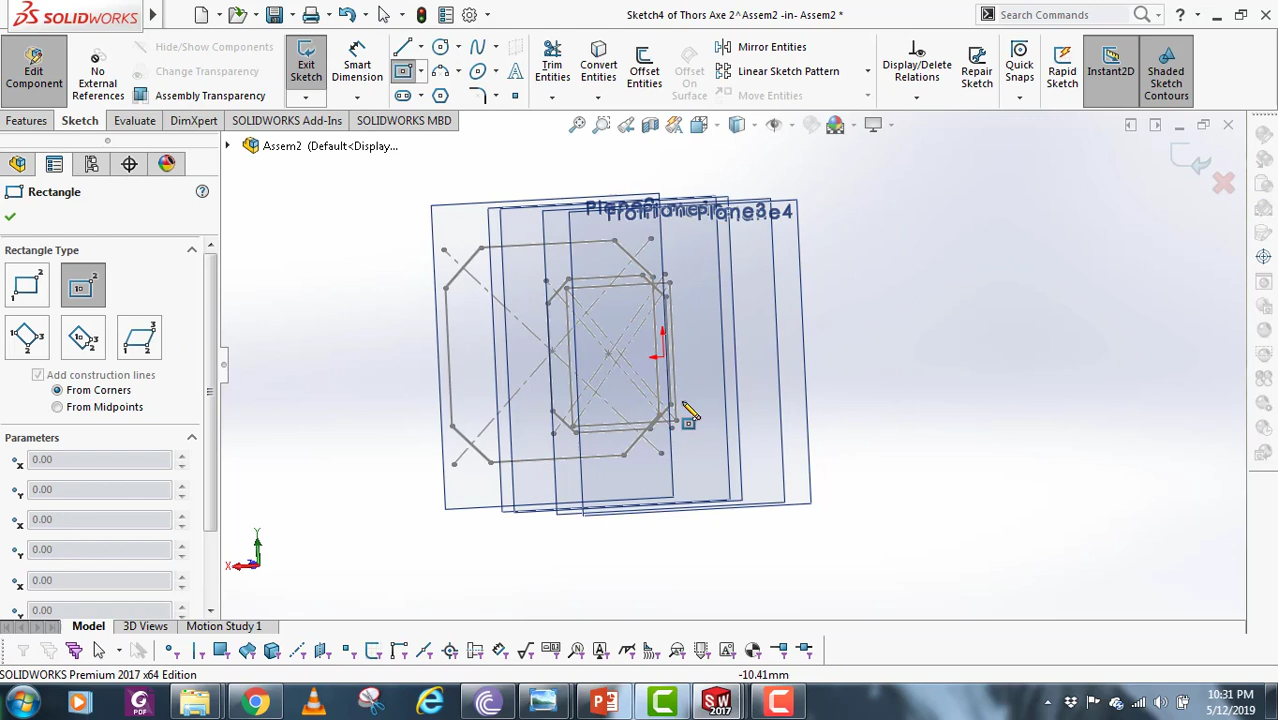 SOLIDWORKS
Sketch4 of Thors Axe 2^Assem2 -in- Assem2 *
Search Commands
Edit Component
No External References
Hide/Show Components
Change Transparency
Assembly Transparency
Exit Sketch
Smart Dimension
Trim Entities
Convert Entities
Offset Entities
Offset On Surface
Mirror Entities
Linear Sketch Pattern
Move Entities
Display/Delete Relations
Repair Sketch
Quick Snaps
Rapid Sketch
Instant2D
Shaded Sketch Contours
Features Sketch Evaluate DimXpert SOLIDWORKS Add-Ins SOLIDWORKS MBD
Assem2 (Default<Display...
Rectangle
Rectangle Type
Add construction lines
From Corners
From Midpoints
Parameters
0.00
0.00
0.00
0.00
0.00
0.00
Y
X
Model 3D Views Motion Study 1
SOLIDWORKS Premium 2017 x64 Edition
-10.41mm
10:31 PM
5/12/2019